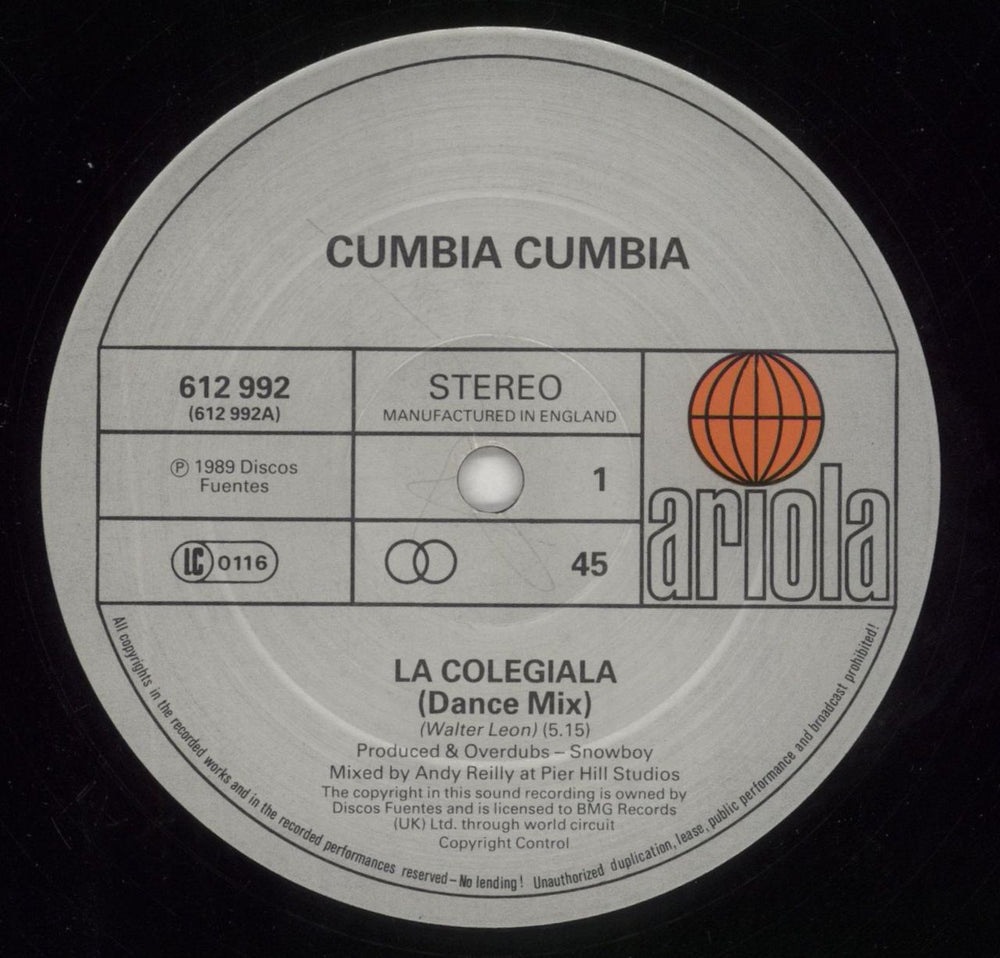 CUMBIA CUMBIA
612 992
(612 992A)
STEREO
MANUFACTURED IN ENGLAND
℗ 1989 Discos
Fuentes
1
LC 0116
45
ariola
LA COLEGIALA
(Dance Mix)
(Walter Leon) (5.15)
Produced & Overdubs – Snowboy
Mixed by Andy Reilly at Pier Hill Studios
The copyright in this sound recording is owned by
Discos Fuentes and is licensed to BMG Records
(UK) Ltd. through world circuit
Copyright Control
All copyrights in the recorded works and in the recorded performances reserved – No lending! Unauthorized duplication, lease, public performance and broadcast prohibited!